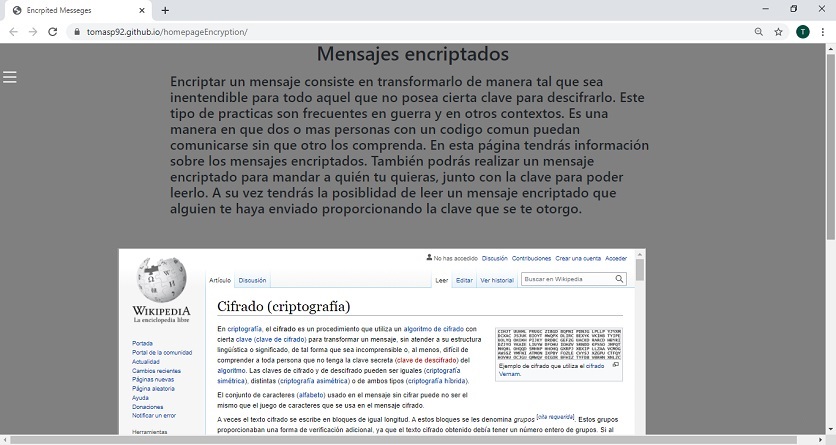 Encrpited Messeges
tomasp92.github.io/homepageEncryption/
T
Mensajes encriptados
Encriptar un mensaje consiste en transformarlo de manera tal que sea
inentendible para todo aquel que no posea cierta clave para descifrarlo. Este
tipo de practicas son frecuentes en guerra y en otros contextos. Es una
manera en que dos o mas personas con un codigo comun puedan
comunicarse sin que otro los comprenda. En esta página tendrás información
sobre los mensajes encriptados. También podrás realizar un mensaje
encriptado para mandar a quién tu quieras, junto con la clave para poder
leerlo. A su vez tendrás la posiblidad de leer un mensaje encriptado que
alguien te haya enviado proporcionando la clave que se te otorgo.
No has accedido Discusión Contribuciones Crear una cuenta Acceder
Artículo Discusión Leer Editar Ver historial Buscar en Wikipedia
WIKIPEDIA
La enciclopedia libre
Portada
Portal de la comunidad
Actualidad
Cambios recientes
Páginas nuevas
Página aleatoria
Ayuda
Donaciones
Notificar un error
Herramientas
Cifrado (criptografía)
En criptografía, el cifrado es un procedimiento que utiliza un algoritmo de cifrado con
cierta clave (clave de cifrado) para transformar un mensaje, sin atender a su estructura
lingüística o significado, de tal forma que sea incomprensible o, al menos, difícil de
comprender a toda persona que no tenga la clave secreta (clave de descifrado) del
algoritmo. Las claves de cifrado y de descifrado pueden ser iguales (criptografía
simétrica), distintas (criptografía asimétrica) o de ambos tipos (criptografía híbrida).
Ejemplo de cifrado que utiliza el cifrado
Vernam.
El conjunto de caracteres (alfabeto) usado en el mensaje sin cifrar puede no ser el
mismo que el juego de caracteres que se usa en el mensaje cifrado.
A veces el texto cifrado se escribe en bloques de igual longitud. A estos bloques se les denomina grupos [cita requerida]. Estos grupos
proporcionaban una forma de verificación adicional, ya que el texto cifrado obtenido debía tener un número entero de grupos. Si al